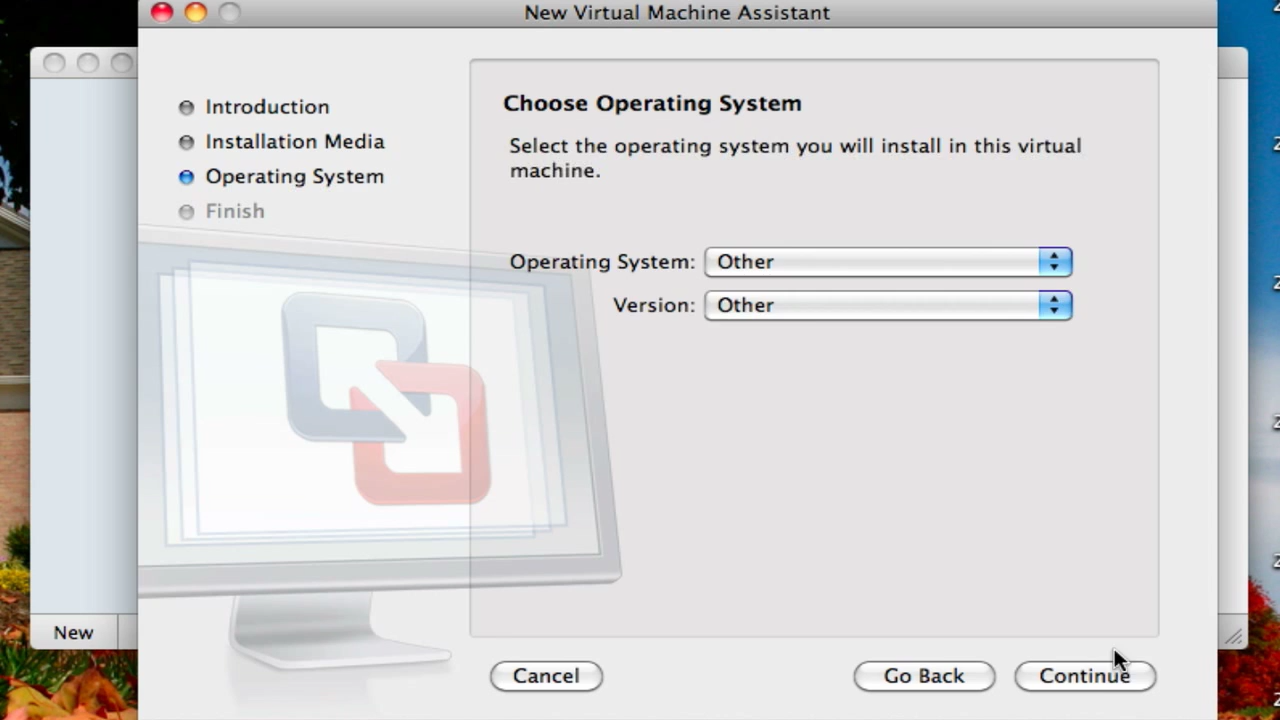 New Virtual Machine Assistant
Introduction
Installation Media
Operating System
Finish
Choose Operating System
Select the operating system you will install in this virtual
machine.
Operating System: Other
Version: Other
New
Cancel
Go Back
Continue